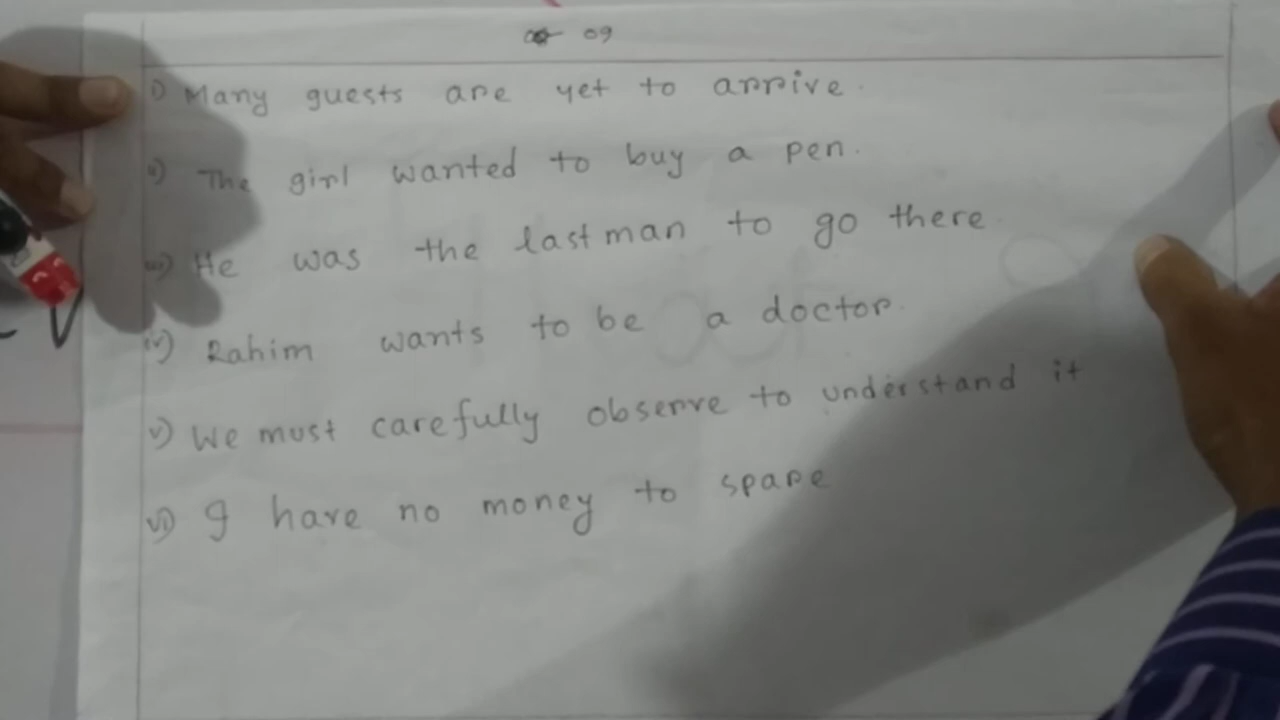 09
i) Many guests are yet to arrive.
ii) The girl wanted to buy a pen.
iii) He was the last man to go there
iv) Rahim wants to be a doctor.
v) We must carefully observe to understand it
vi) I have no money to spare